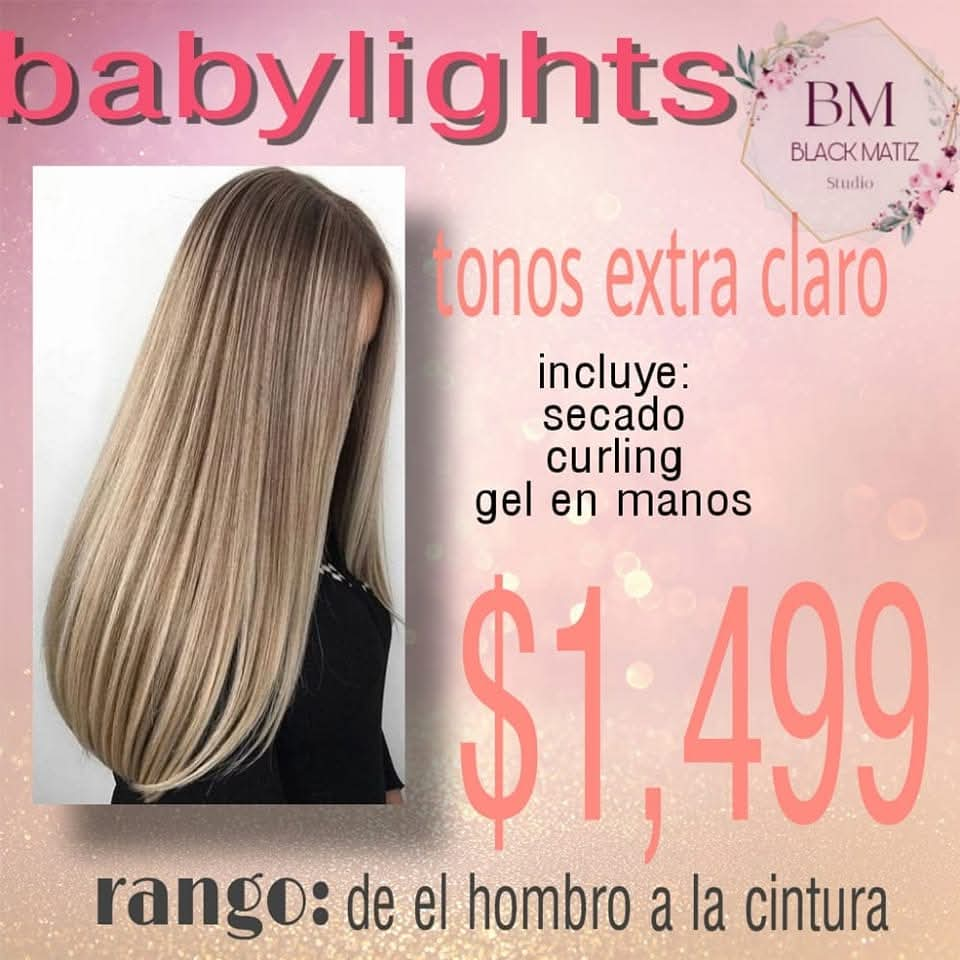 babylights
BM
BLACK MATIZ
Studio
tonos extra claro
incluye:
secado
curling
gel en manos
$1,499
rango: de el hombro a la cintura